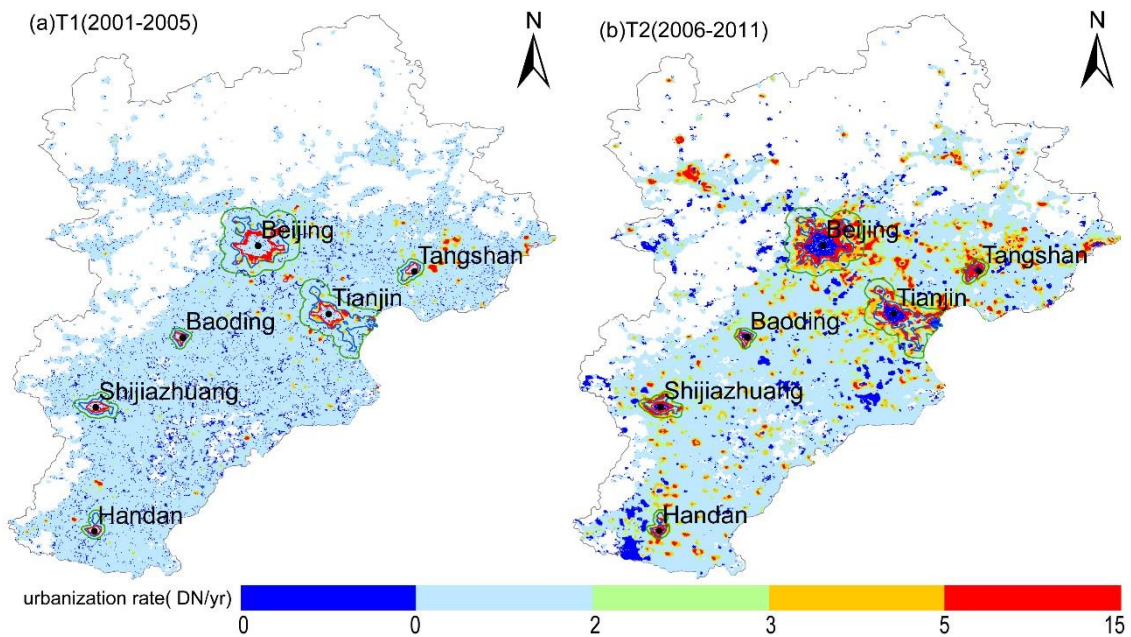 (a)T1(2001-2005)
N
Beijing
Tangshan
Tianjin
Baoding
Shijiazhuang
Handan
(b)T2(2006-2011)
N
Beijing
Tangshan
Tianjin
Baoding
Shijiazhuang
Handan
urbanization rate( DN/yr)
0 0 2 3 5 15